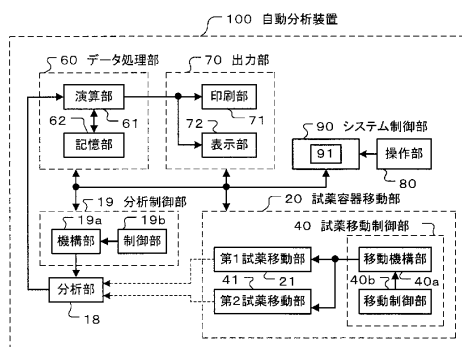 100 自動分析装置
60 データ処理部
70 出力部
演算部
61
62
記憶部
印刷部
71
72
表示部
90 システム制御部
91
操作部
80
19 分析制御部
19a
19b
機構部
制御部
分析部
18
20 試薬容器移動部
40 試薬移動制御部
第1試薬移動部
21
41
第2試薬移動部
移動機構部
40b
40a
移動制御部